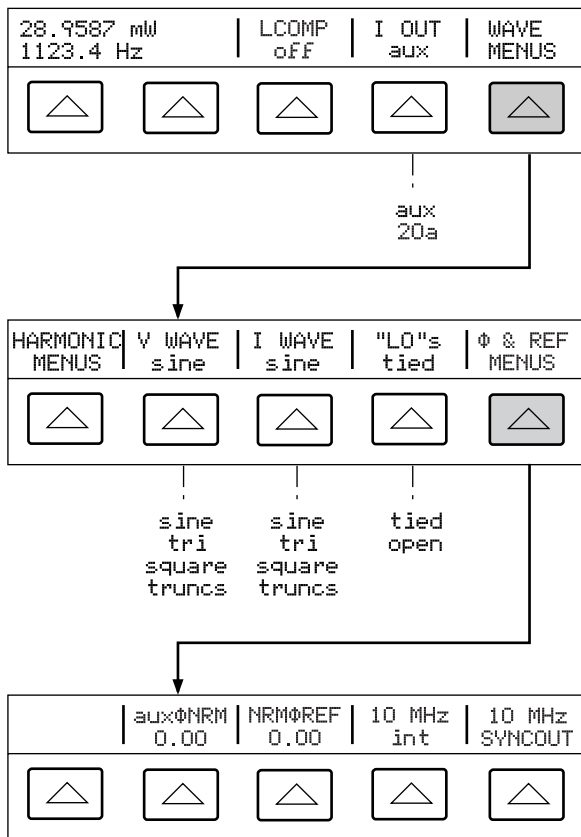 28.9587 mW | LCOMP | I OUT | WAVE
1123.4 Hz | off | aux | MENUS
aux
20a
HARMONIC | V WAVE | I WAVE | "LO"s | Φ & REF
MENUS | sine | sine | tied | MENUS
sine sine tied
tri tri open
square square
truncs truncs
| auxΦNRM | NRMΦREF | 10 MHz | 10 MHz
| 0.00 | 0.00 | int | SYNCOUT